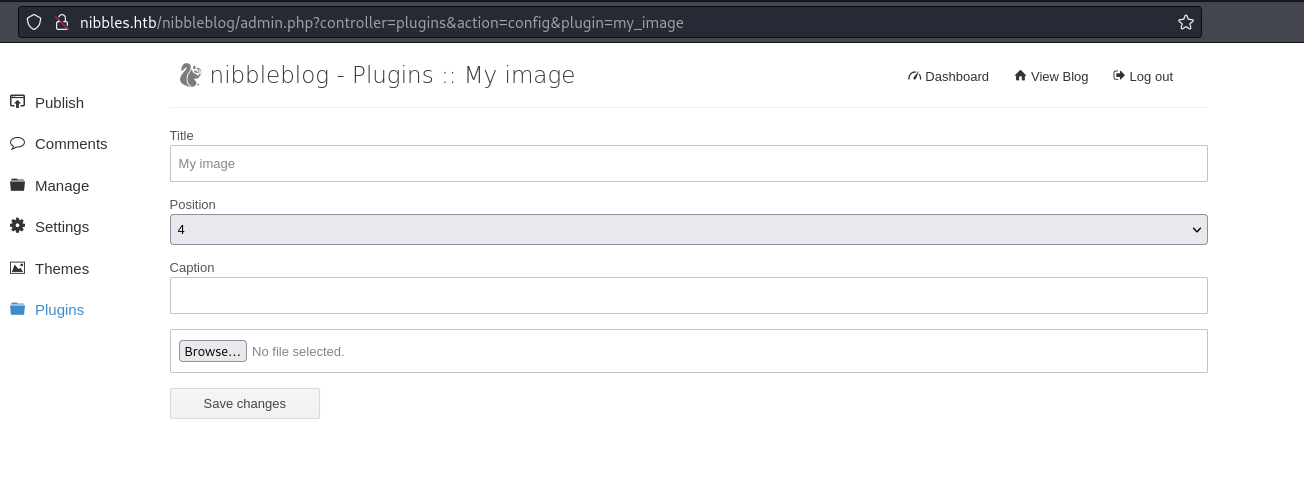 nibbles.htb/nibbleblog/admin.php?controller=plugins&action=config&plugin=my_image
nibbleblog - Plugins :: My image
Dashboard
View Blog
Log out
Publish
Comments
Manage
Settings
Themes
Plugins
Title
My image
Position
4
Caption
Browse...
No file selected.
Save changes